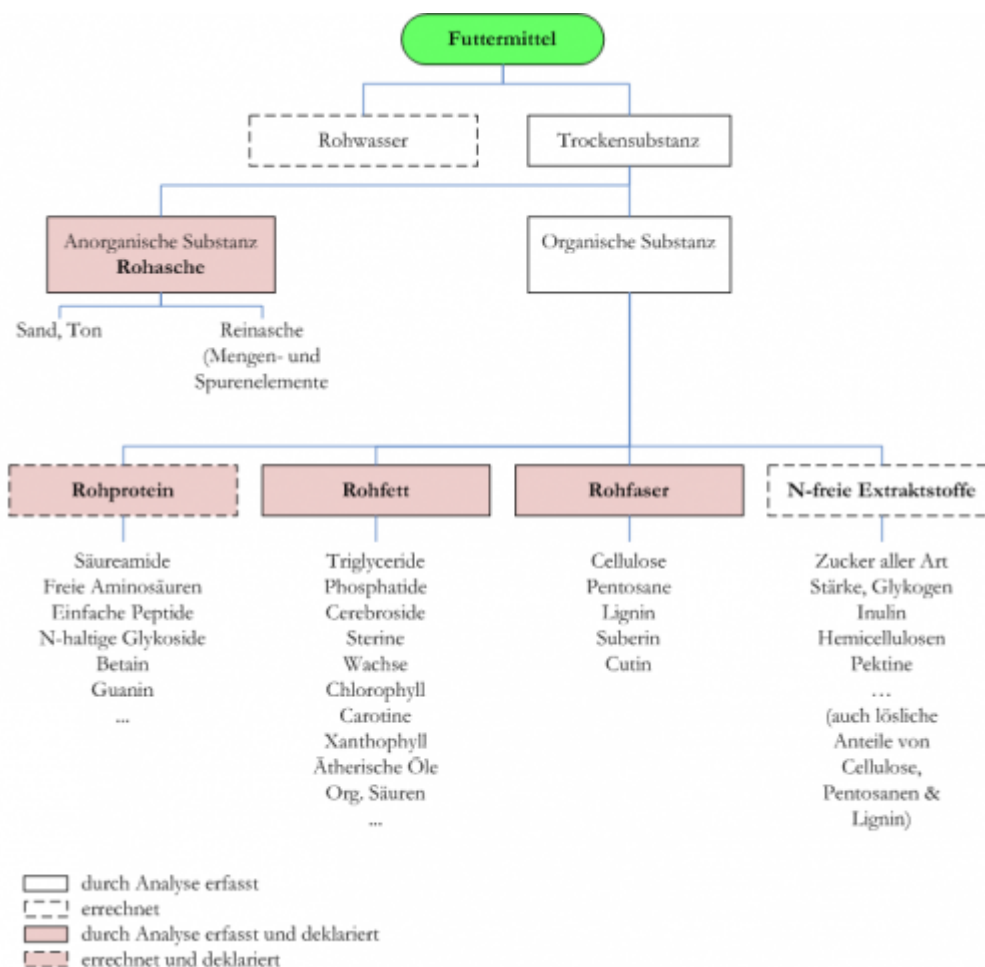 Futtermittel
Rohwasser
Trockensubstanz
Anorganische Substanz
Rohasche
Organische Substanz
Sand, Ton
Reinasche
(Mengen- und
Spurenelemente
Rohprotein
Rohfett
Rohfaser
N-freie Extraktstoffe
Säureamide
Freie Aminosäuren
Einfache Peptide
N-haltige Glykoside
Betain
Guanin
...
Triglyceride
Phosphatide
Cerebroside
Sterine
Wachse
Chlorophyll
Carotine
Xanthophyll
Ätherische Öle
Org. Säuren
...
Cellulose
Pentosane
Lignin
Suberin
Cutin
Zucker aller Art
Stärke, Glykogen
Inulin
Hemicellulosen
Pektine
…
(auch lösliche
Anteile von
Cellulose,
Pentosanen &
Lignin)
durch Analyse erfasst
errechnet
durch Analyse erfasst und deklariert
errechnet und deklariert